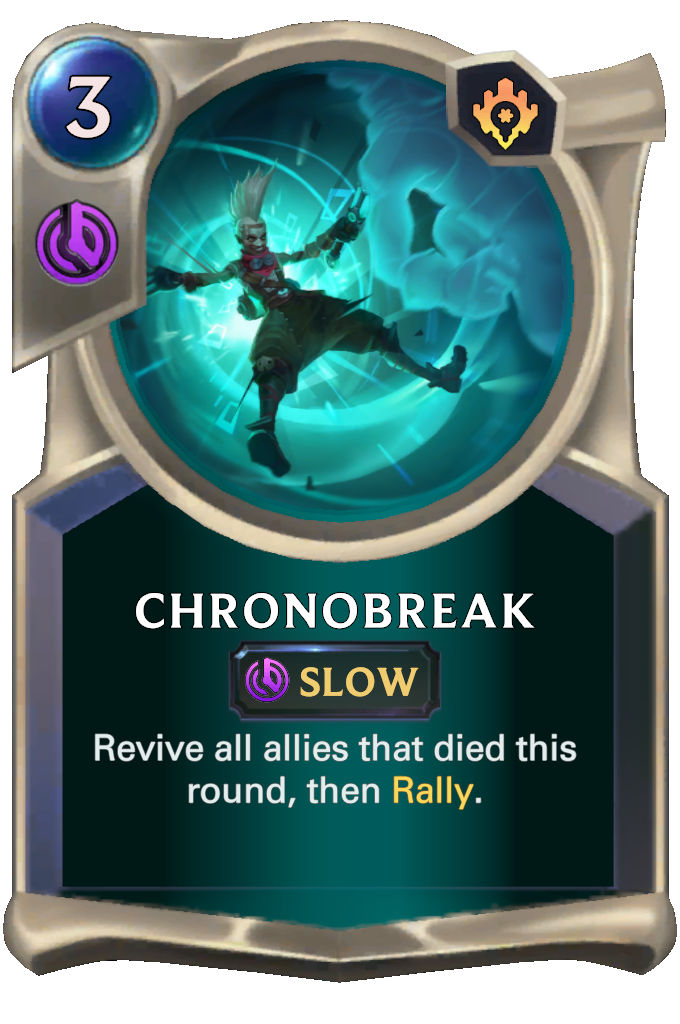 3
CHRONOBREAK
SLOW
Revive all allies that died this
round, then Rally.